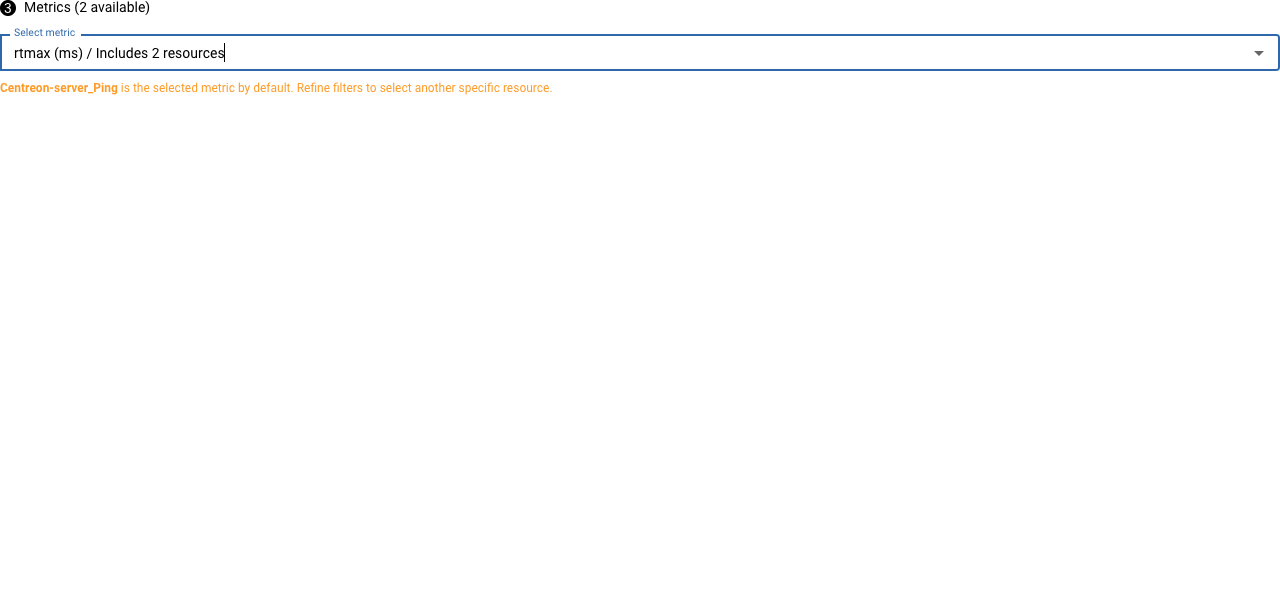 3 Metrics (2 available)
Select metric
rtmax (ms) / Includes 2 resources
Centreon-server_Ping is the selected metric by default. Refine filters to select another specific resource.